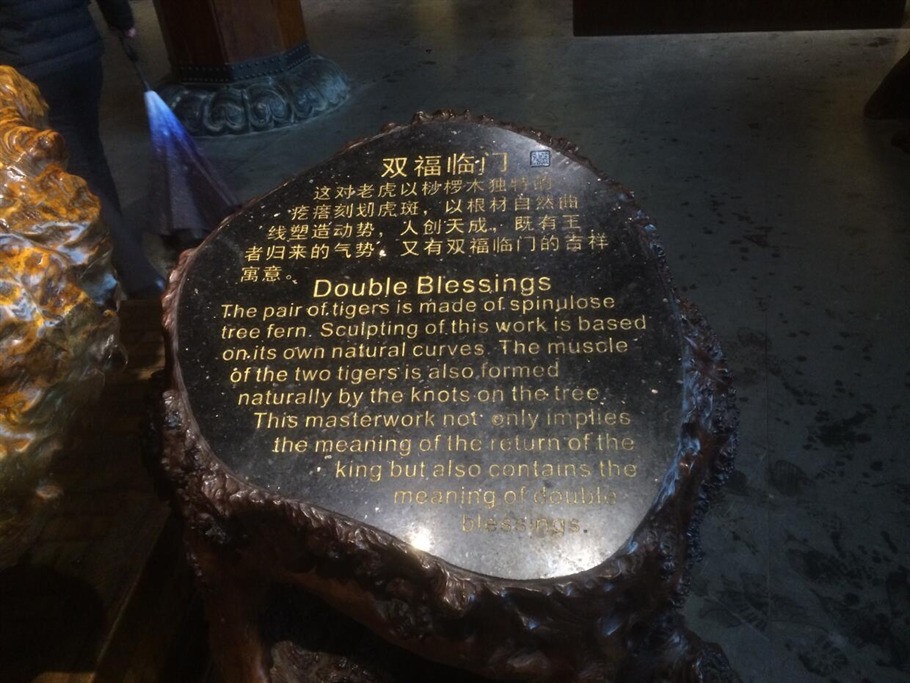 双福临门
这对老虎以桫椤木独特的
疙瘩刻划虎斑，以根材自然曲
线塑造动势，人创天成，既有王
者归来的气势，又有双福临门的吉祥
寓意。
Double Blessings
The pair of tigers is made of spinulose
tree fern. Sculpting of this work is based
on its own natural curves. The muscle
of the two tigers is also formed
naturally by the knots on the tree.
This masterwork not only implies
the meaning of the return of the
king but also contains the
meaning of double
blessings.